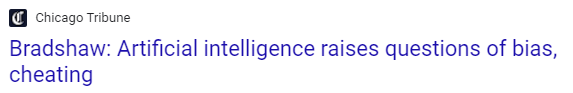 Chicago Tribune
Bradshaw: Artificial intelligence raises questions of bias,
cheating